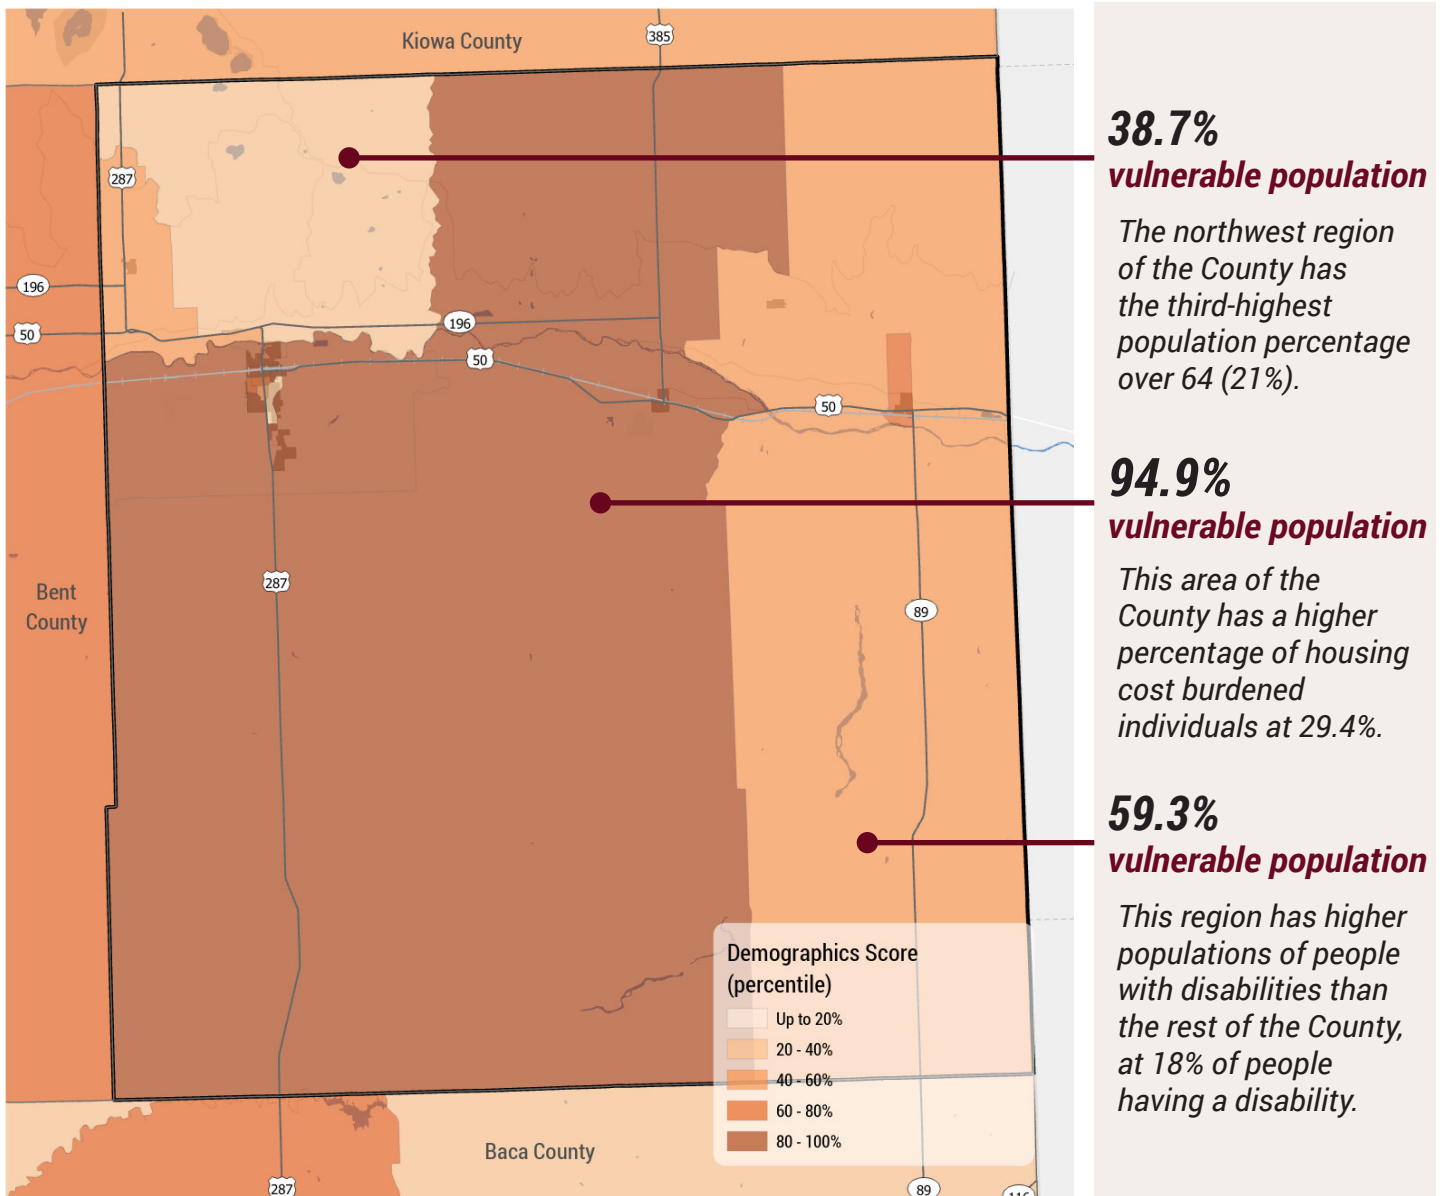 Kiowa County
385
287
196
50
196
50
50
Bent
County
287
89
Demographics Score
(percentile)
Up to 20%
20 - 40%
40 - 60%
60 - 80%
80 - 100%
Baca County
287
89
116
38.7%
vulnerable population
The northwest region
of the County has
the third-highest
population percentage
over 64 (21%).
94.9%
vulnerable population
This area of the
County has a higher
percentage of housing
cost burdened
individuals at 29.4%.
59.3%
vulnerable population
This region has higher
populations of people
with disabilities than
the rest of the County,
at 18% of people
having a disability.